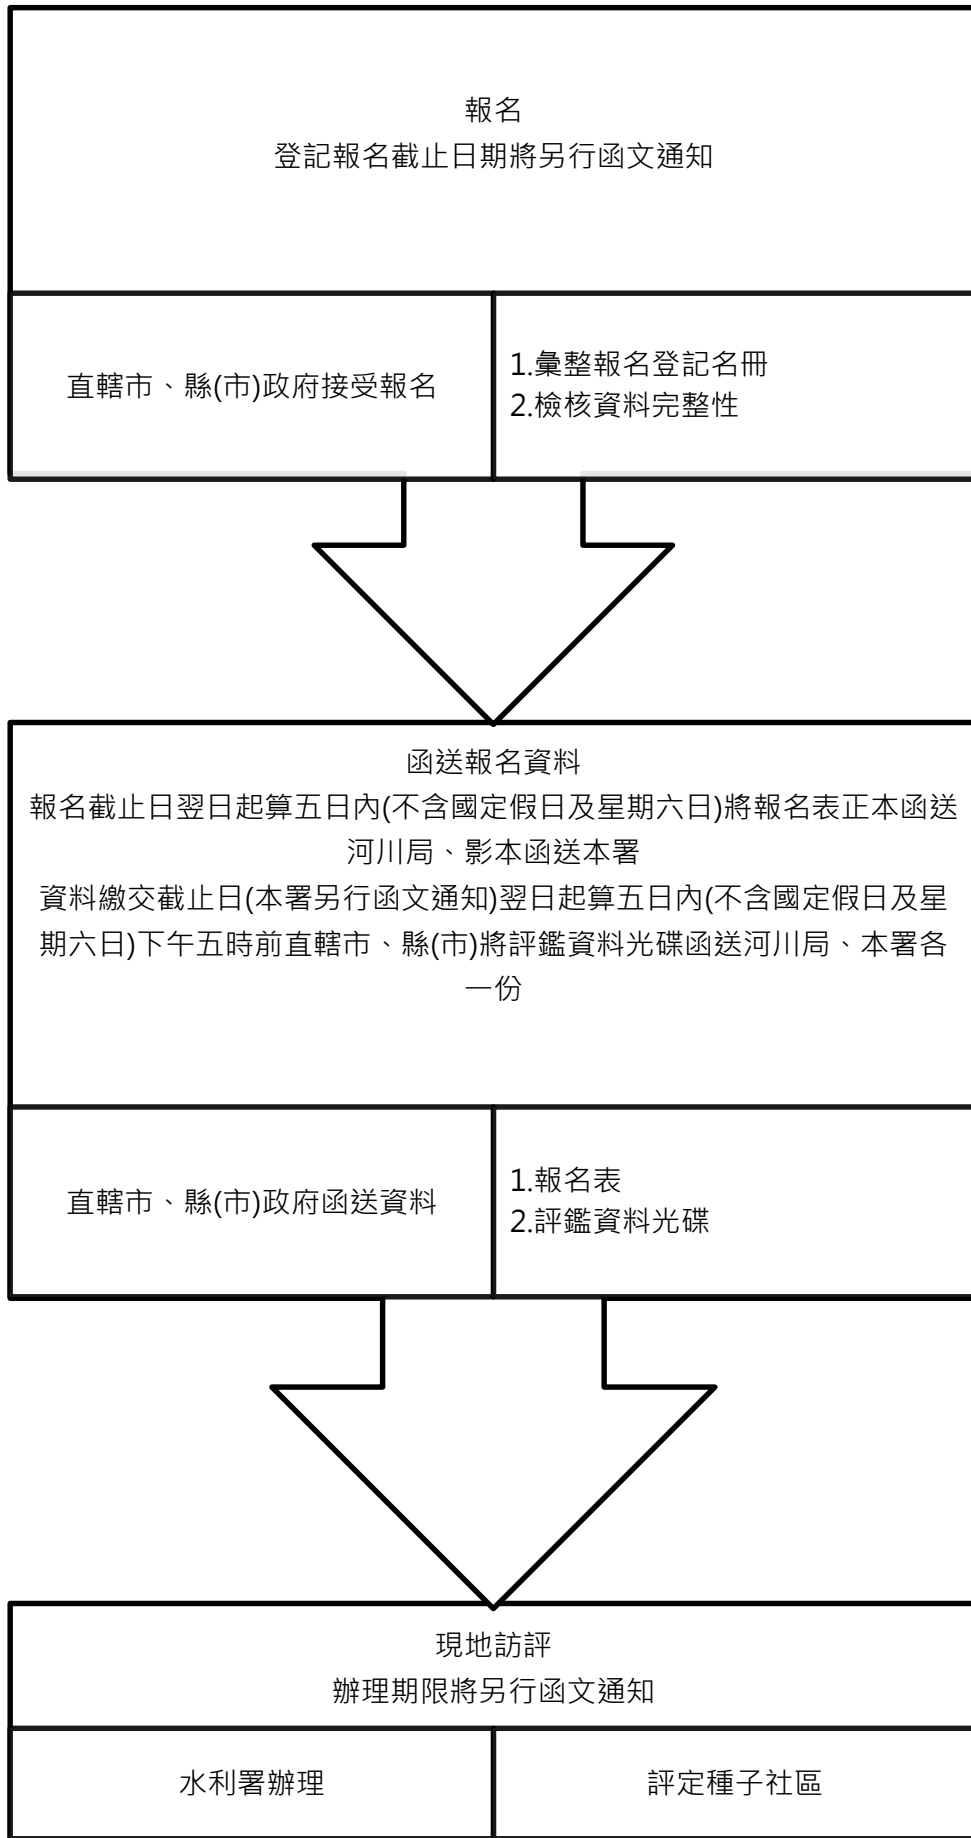 報名
登記報名截止日期將另行函文通知
直轄市、縣(市)政府接受報名
1.彙整報名登記名冊
2.檢核資料完整性
函送報名資料
報名截止日翌日起算五日內(不含國定假日及星期六日)將報名表正本函送
河川局、影本函送本署
資料繳交截止日(本署另行函文通知)翌日起算五日內(不含國定假日及星
期六日)下午五時前直轄市、縣(市)將評鑑資料光碟函送河川局、本署各
一份
直轄市、縣(市)政府函送資料
1.報名表
2.評鑑資料光碟
現地訪評
辦理期限將另行函文通知
水利署辦理
評定種子社區